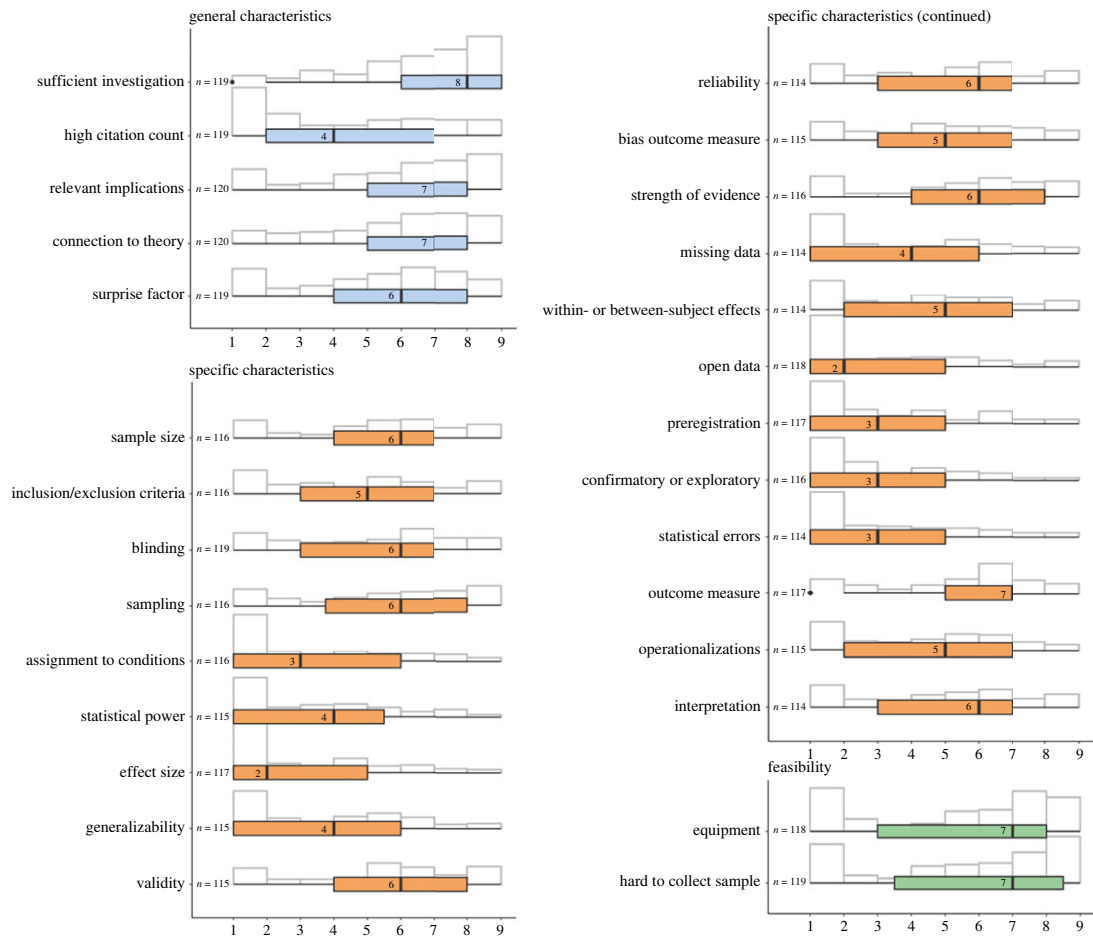 general characteristics
sufficient investigation n = 119 8
high citation count n = 119 4
relevant implications n = 120 7
connection to theory n = 120 7
surprise factor n = 119 6
1 2 3 4 5 6 7 8 9
specific characteristics
sample size n = 116 6
inclusion/exclusion criteria n = 116 5
blinding n = 119 6
sampling n = 116 6
assignment to conditions n = 116 3
statistical power n = 115 4
effect size n = 117 2
generalizability n = 115 4
validity n = 115 6
1 2 3 4 5 6 7 8 9
specific characteristics (continued)
reliability n = 114 6
bias outcome measure n = 115 5
strength of evidence n = 116 6
missing data n = 114 4
within- or between-subject effects n = 114 5
open data n = 118 2
preregistration n = 117 3
confirmatory or exploratory n = 116 3
statistical errors n = 114 3
outcome measure n = 117 7
operationalizations n = 115 5
interpretation n = 114 6
1 2 3 4 5 6 7 8 9
feasibility
equipment n = 118 7
hard to collect sample n = 119 7
1 2 3 4 5 6 7 8 9